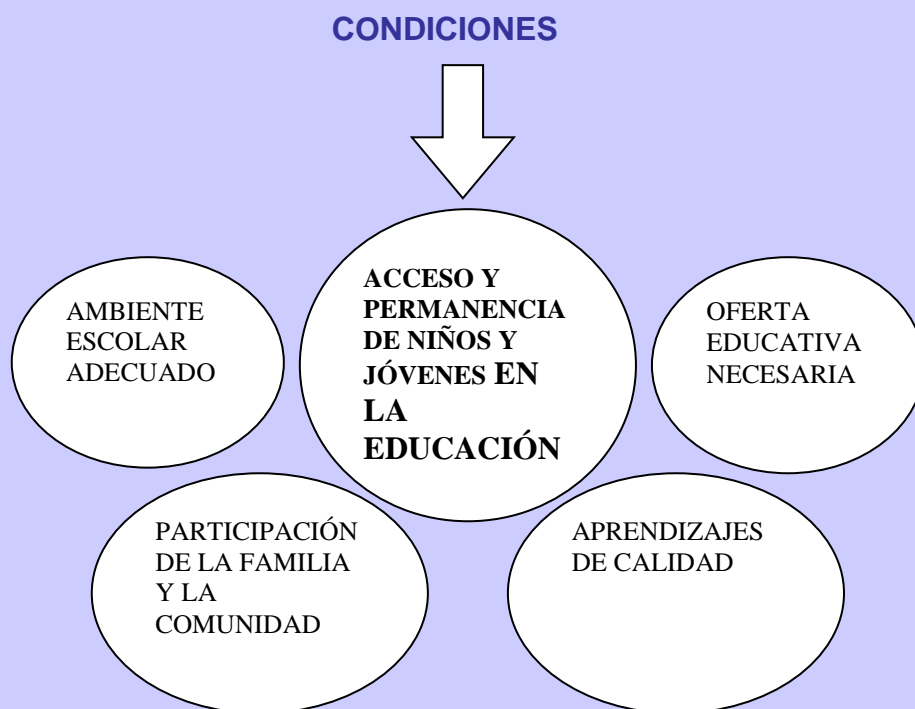 CONDICIONES
ACCESO Y
PERMANENCIA
DE NIÑOS Y
JÓVENES EN
LA
EDUCACIÓN
AMBIENTE
ESCOLAR
ADECUADO
OFERTA
EDUCATIVA
NECESARIA
PARTICIPACIÓN
DE LA FAMILIA
Y LA
COMUNIDAD
APRENDIZAJES
DE CALIDAD